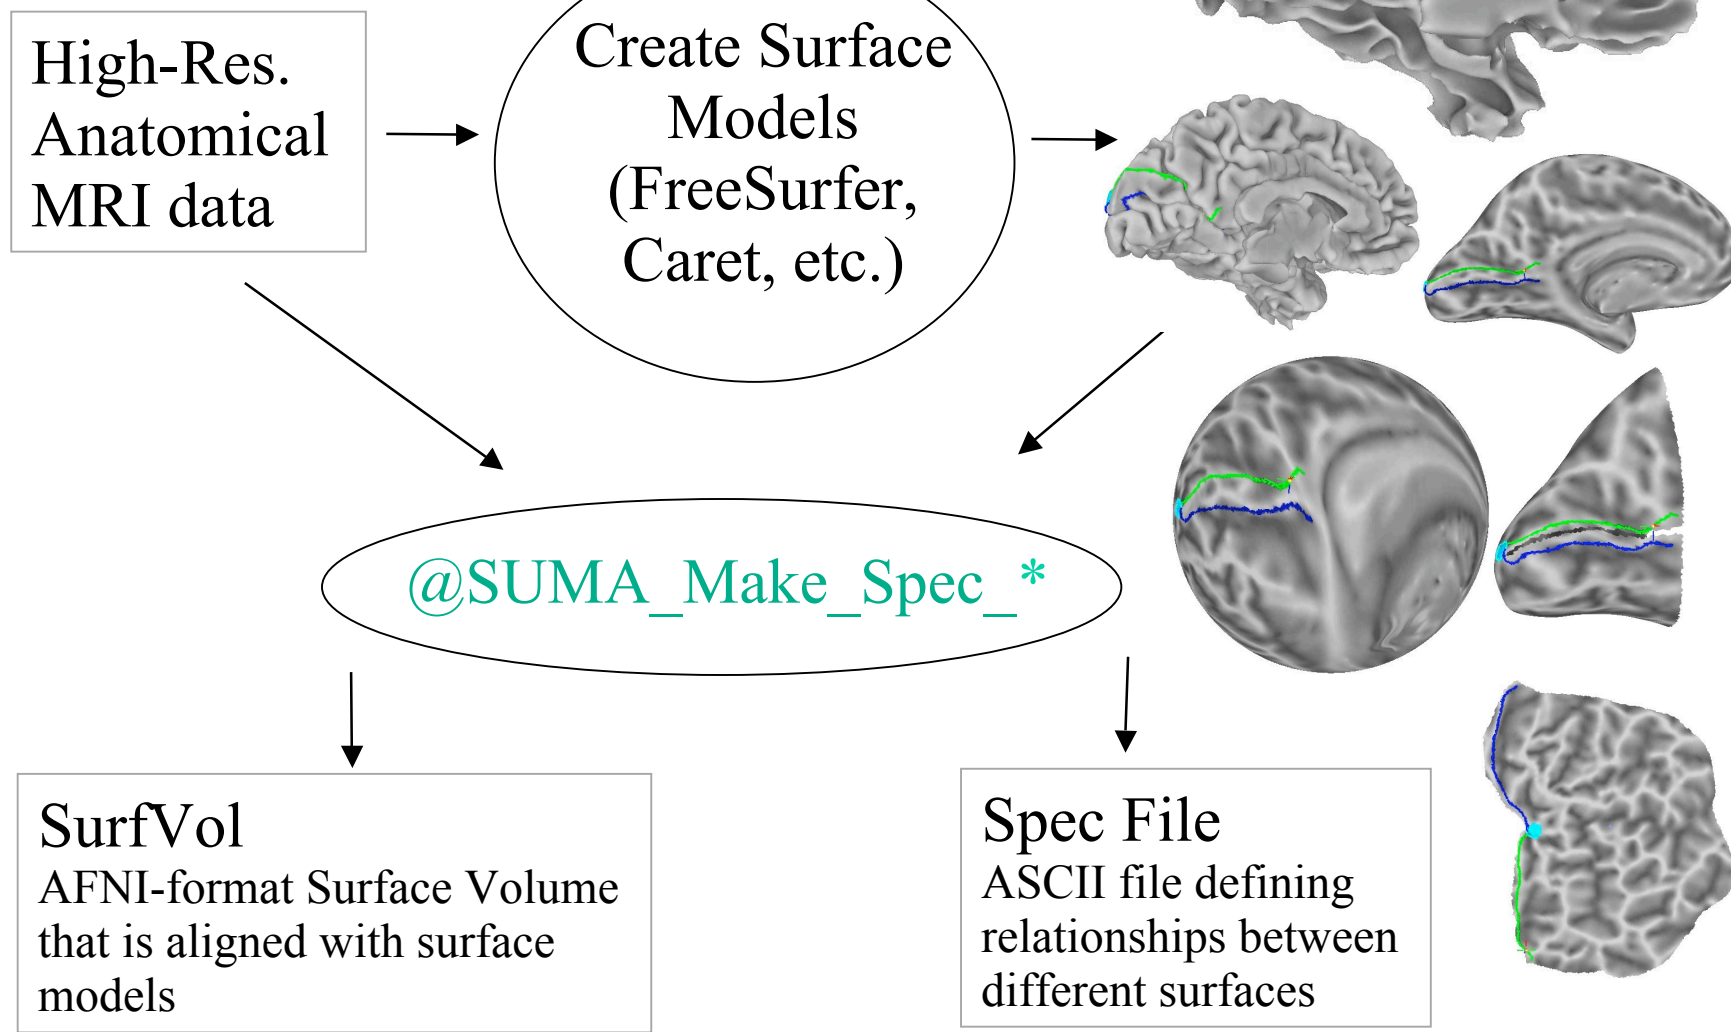 High-Res.
Anatomical
MRI data
Create Surface
Models
(FreeSurfer,
Caret, etc.)
@SUMA_Make_Spec_*
SurfVol
AFNI-format Surface Volume
that is aligned with surface
models
Spec File
ASCII file defining
relationships between
different surfaces